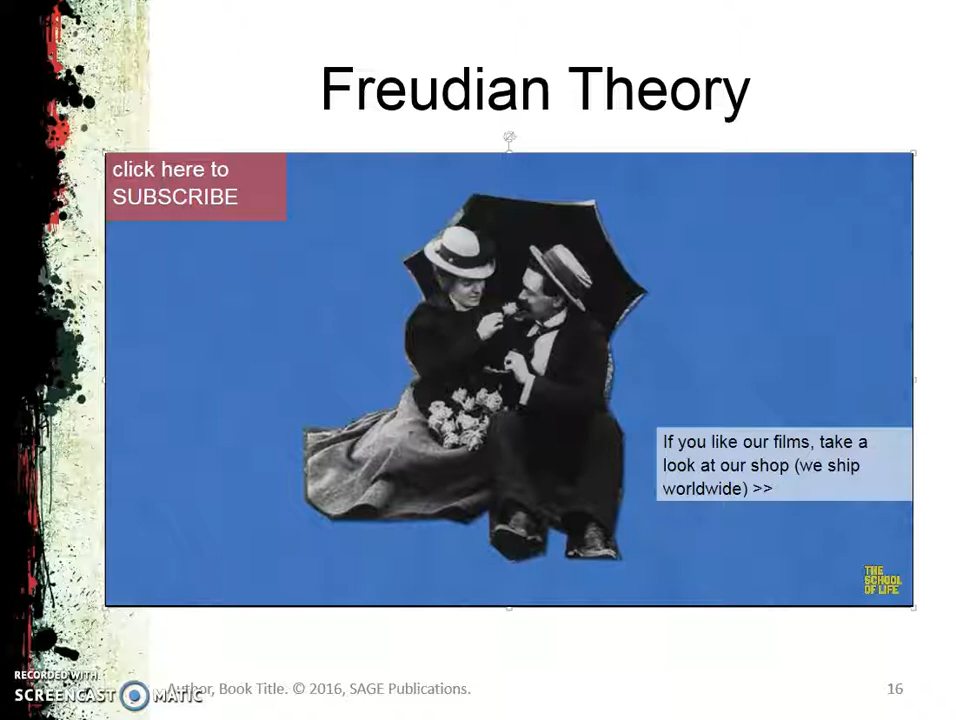 Freudian Theory
click here to
SUBSCRIBE
If you like our films, take a
look at our shop (we ship
worldwide) >>
THE
SCHOOL
OF LIFE
RECORDED WITH
SCREENCAST MATIC
Author, Book Title. © 2016, SAGE Publications.
16